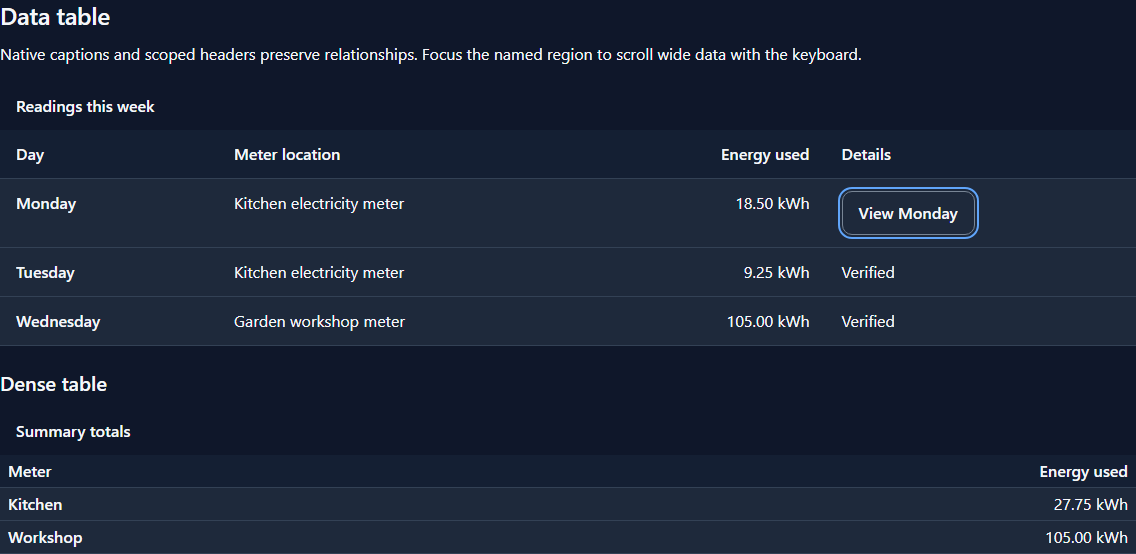 Data table
Native captions and scoped headers preserve relationships. Focus the named region to scroll wide data with the keyboard.
Readings this week
Day Meter location Energy used Details
Monday Kitchen electricity meter 18.50 kWh View Monday
Tuesday Kitchen electricity meter 9.25 kWh Verified
Wednesday Garden workshop meter 105.00 kWh Verified
Dense table
Summary totals
Meter Energy used
Kitchen 27.75 kWh
Workshop 105.00 kWh